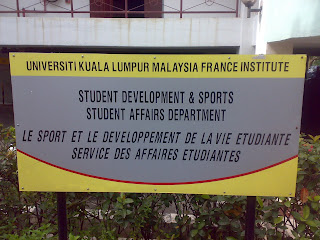 UNIVERSITI KUALA LUMPUR MALAYSIA FRANCE INSTITUTE
STUDENT DEVELOPMENT & SPORTS
STUDENT AFFAIRS DEPARTMENT
LE SPORT ET LE DEVELOPPEMENT DE LA VIE ETUDIANTE
SERVICE DES AFFAIRES ETUDIANTES